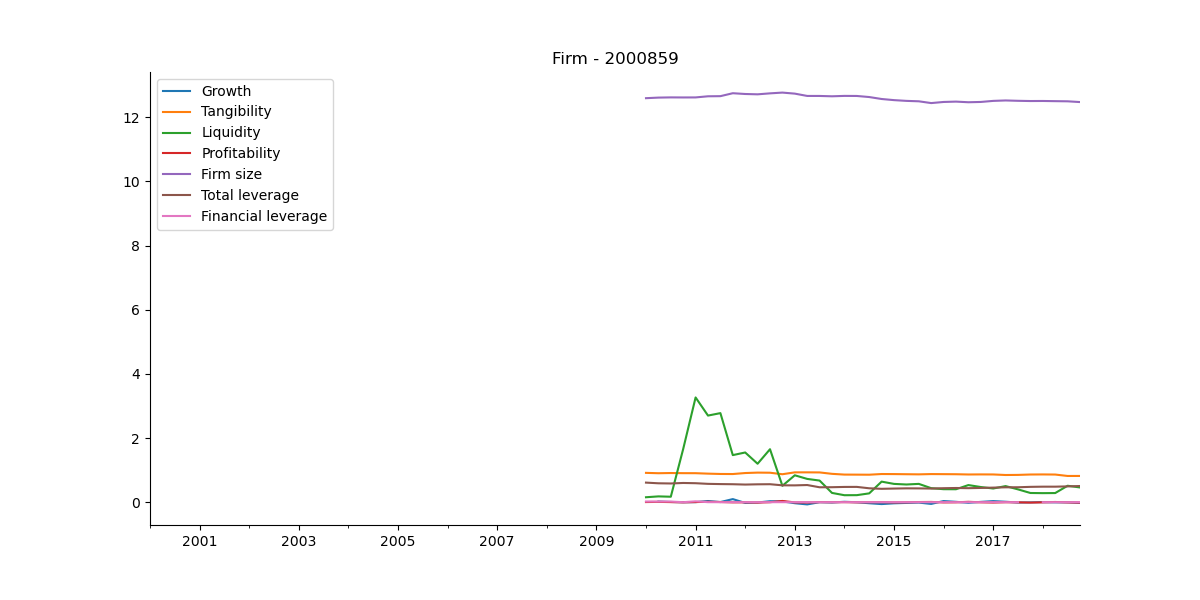 Firm - 2000859
Growth
Tangibility
Liquidity
Profitability
Firm size
Total leverage
Financial leverage
12
10
8
6
4
2
0
2001 2003 2005 2007 2009 2011 2013 2015 2017